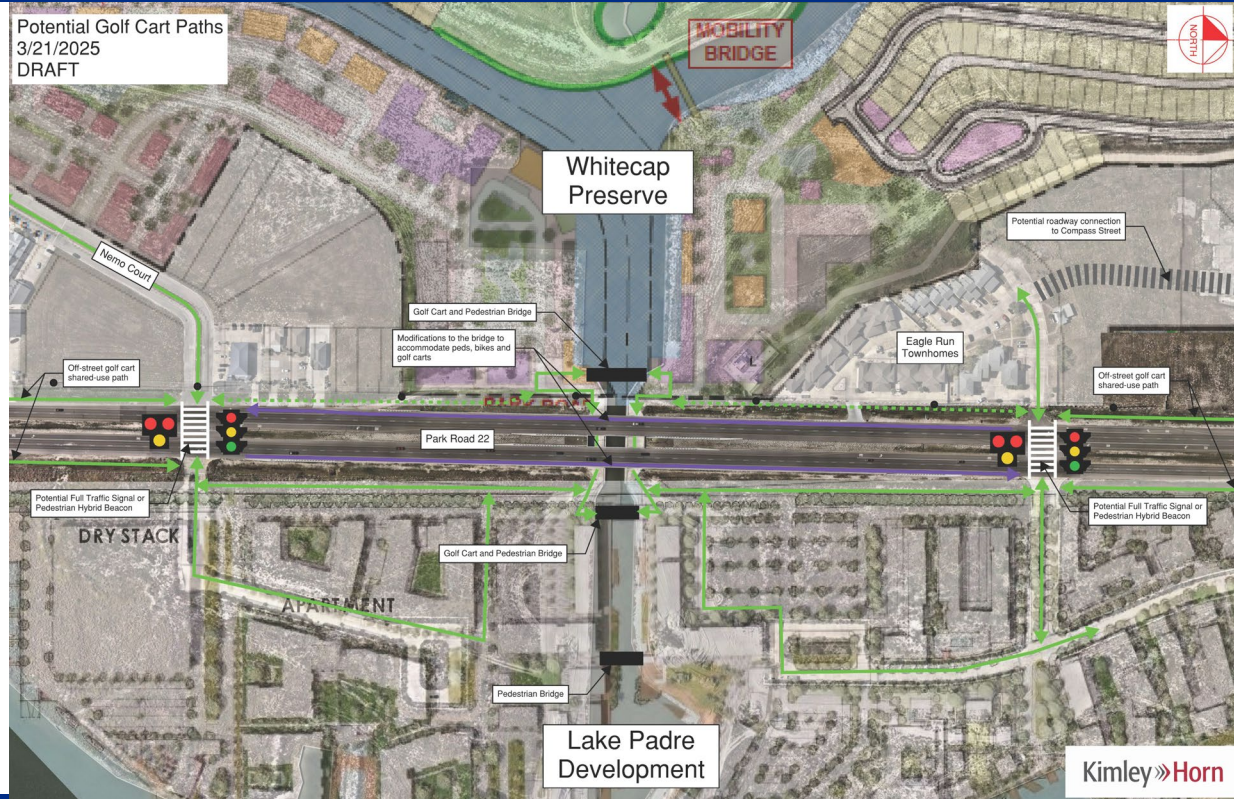 Potential Golf Cart Paths
3/21/2025
DRAFT
MOBILITY
BRIDGE
NORTH
Whitecap
Preserve
Potential roadway connection
to Compass Street
Nemo Court
Golf Cart and Pedestrian Bridge
Modifications to the bridge to
accommodate peds, bikes and
golf carts
Eagle Run
Townhomes
Off-street golf cart
shared-use path
Off-street golf cart
shared-use path
Park Road 22
Potential Full Traffic Signal or
Pedestrian Hybrid Beacon
Potential Full Traffic Signal or
Pedestrian Hybrid Beacon
DRY STACK
Golf Cart and Pedestrian Bridge
APARTMENT
Pedestrian Bridge
Lake Padre
Development
Kimley»Horn